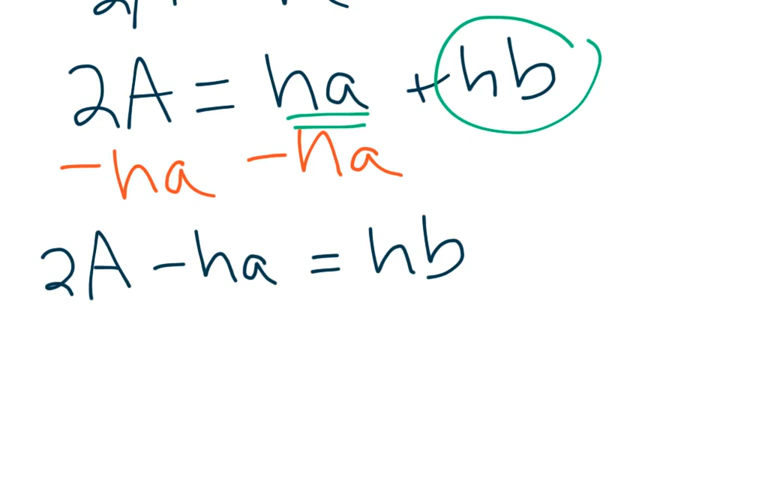 2A = ha + hb
-ha -ha
2A - ha = hb